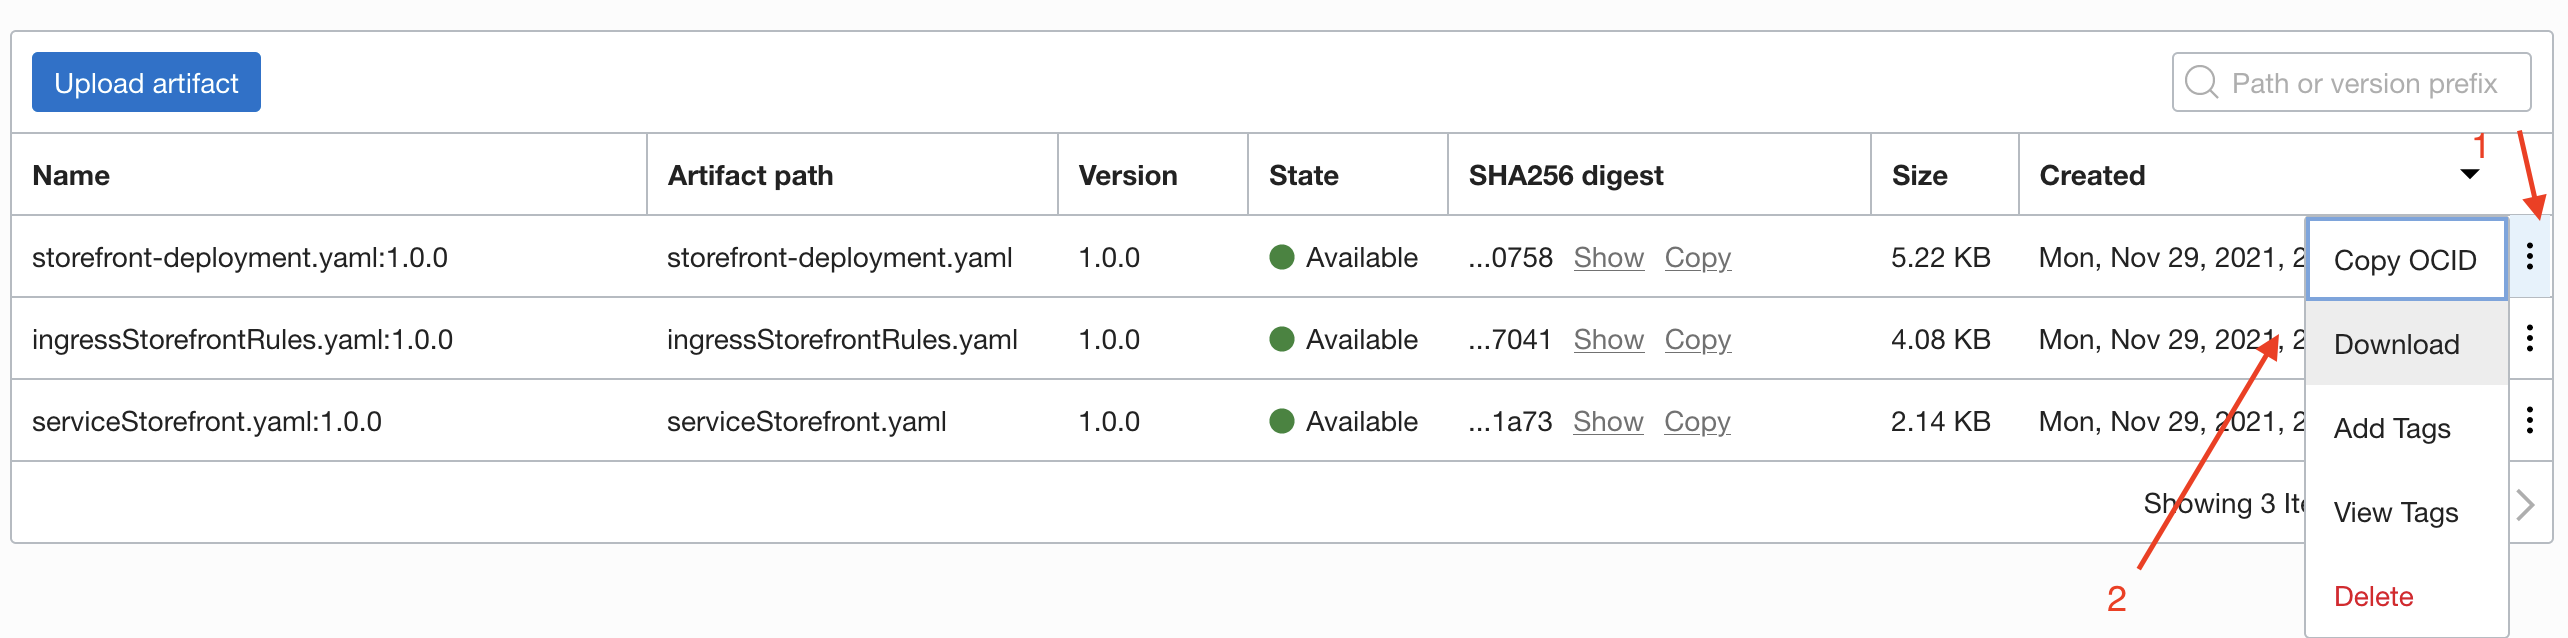 Upload artifact
Path or version prefix
1
Name Artifact path Version State SHA256 digest Size Created
storefront-deployment.yaml:1.0.0 storefront-deployment.yaml 1.0.0 Available ...0758 Show Copy 5.22 KB Mon, Nov 29, 2021, 2 Copy OCID
ingressStorefrontRules.yaml:1.0.0 ingressStorefrontRules.yaml 1.0.0 Available ...7041 Show Copy 4.08 KB Mon, Nov 29, 2021, 2 Download
serviceStorefront.yaml:1.0.0 serviceStorefront.yaml 1.0.0 Available ...1a73 Show Copy 2.14 KB Mon, Nov 29, 2021, 2 Add Tags
Showing 3 Ite View Tags
2 Delete